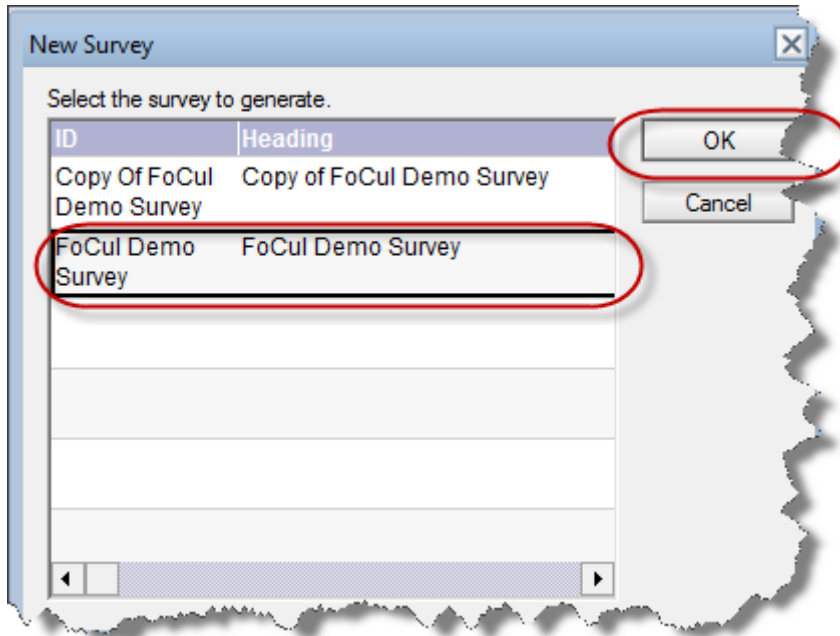 New Survey
Select the survey to generate.
ID Heading
OK
Copy Of FoCul Copy of FoCul Demo Survey
Demo Survey
Cancel
FoCul Demo FoCul Demo Survey
Survey